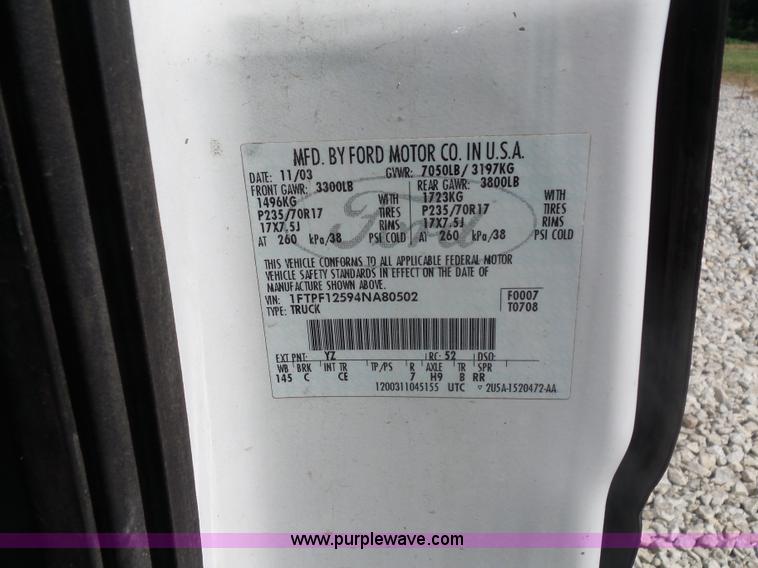 MFD. BY FORD MOTOR CO. IN U.S.A.
DATE: 11/03 GVWR: 7050LB/ 3197KG
FRONT GAWR: 3300LB REAR GAWR: 3800LB
1496KG WITH 1723KG WITH
P235/70R17 TIRES P235/70R17 TIRES
17X7.5J RIMS 17X7.5J RIMS
AT 260 kPa/38 PSI COLD AT 260 kPa/38 PSI COLD
Ford
THIS VEHICLE CONFORMS TO ALL APPLICABLE FEDERAL MOTOR
VEHICLE SAFETY STANDARDS IN EFFECT ON THE DATE OF
MANUFACTURE SHOWN ABOVE.
VIN: 1FTPF12594NA80502 F0007
TYPE: TRUCK T0708
EXT PNT: YZ RC: 52 DSO:
WB BRK INT TR TP/PS R AXLE TR SPR
145 C CE 7 H9 B RR
1200311045155 UTC ▽ 2U5A-1520472-AA
www.purplewave.com